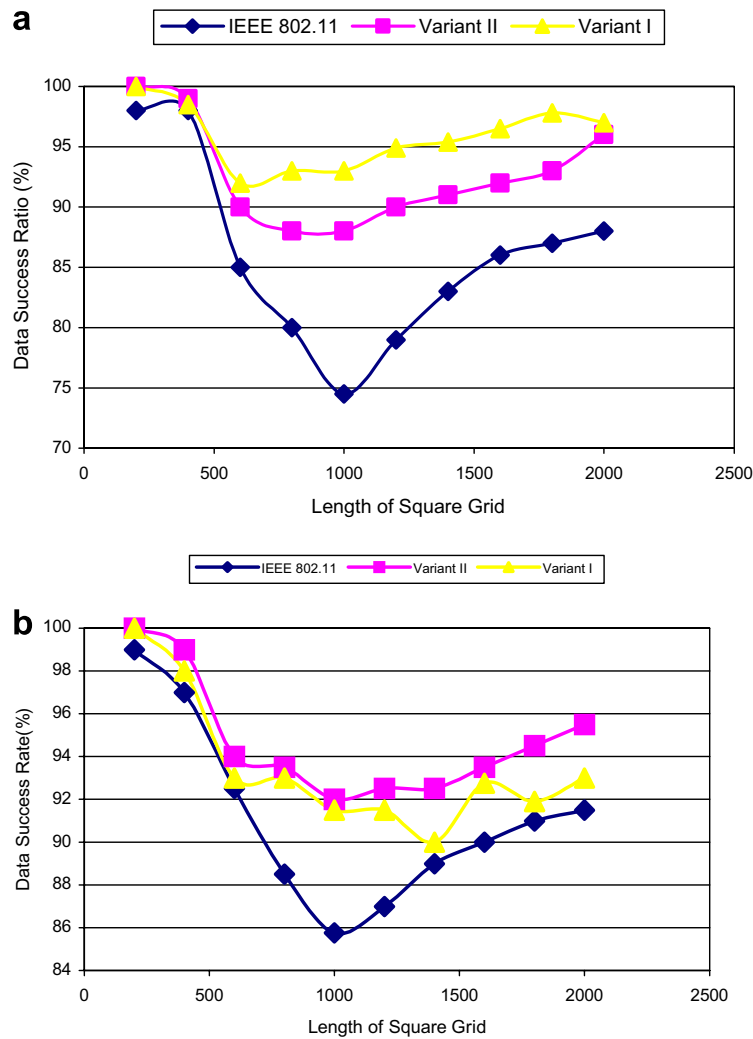 a
IEEE 802.11 Variant II Variant I
100
95
90
85
80
75
70
Data Success Ratio (%)
0 500 1000 1500 2000 2500
Length of Square Grid
IEEE 802.11 Variant II Variant I
b
100
98
96
94
92
90
88
86
84
Data Success Rate(%)
0 500 1000 1500 2000 2500
Length of Square Grid